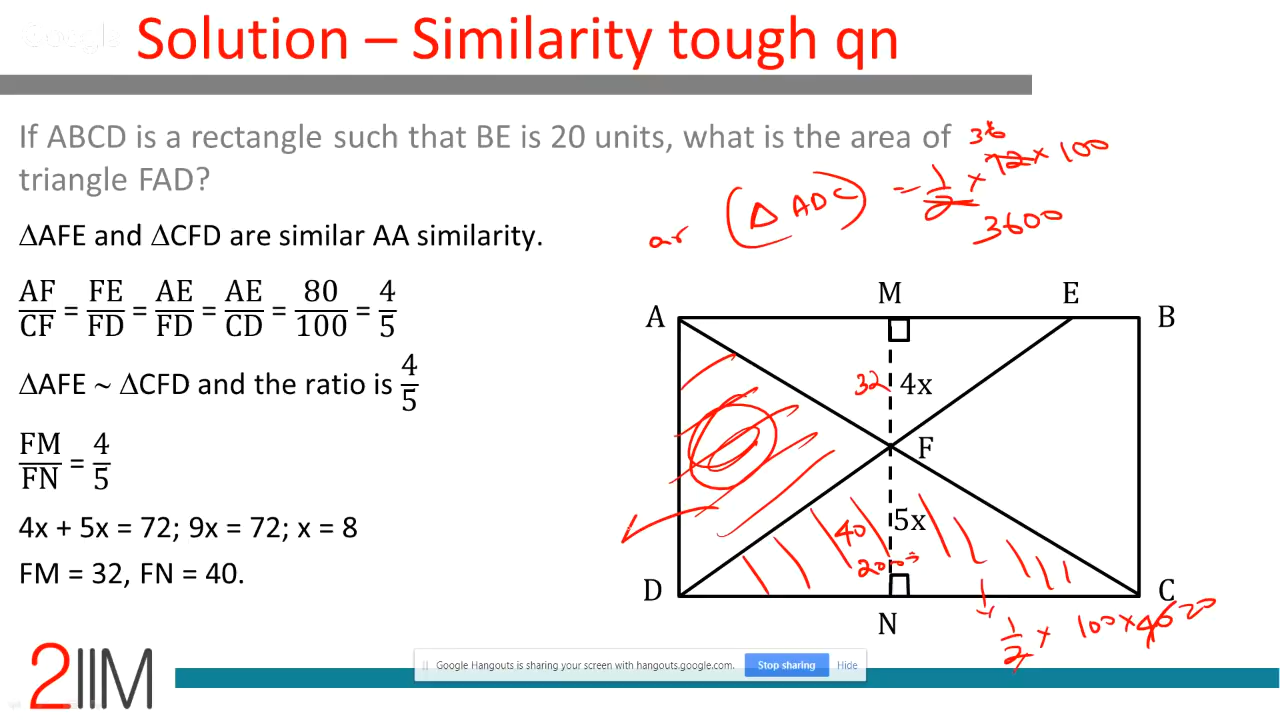 Google
Solution – Similarity tough qn
If ABCD is a rectangle such that BE is 20 units, what is the area of
triangle FAD?
ar (Δ ADC) = 1/2 × 72 × 100
36
3600
ΔAFE and ΔCFD are similar AA similarity.
AF/CF = FE/FD = AE/FD = AE/CD = 80/100 = 4/5
ΔAFE ~ ΔCFD and the ratio is 4/5
FM/FN = 4/5
4x + 5x = 72; 9x = 72; x = 8
FM = 32, FN = 40.
A M E B
32 4x
F
40 5x
2000
D N C
1/2 × 100 × 40 20
2IIM
Google Hangouts is sharing your screen with hangouts.google.com. Stop sharing Hide